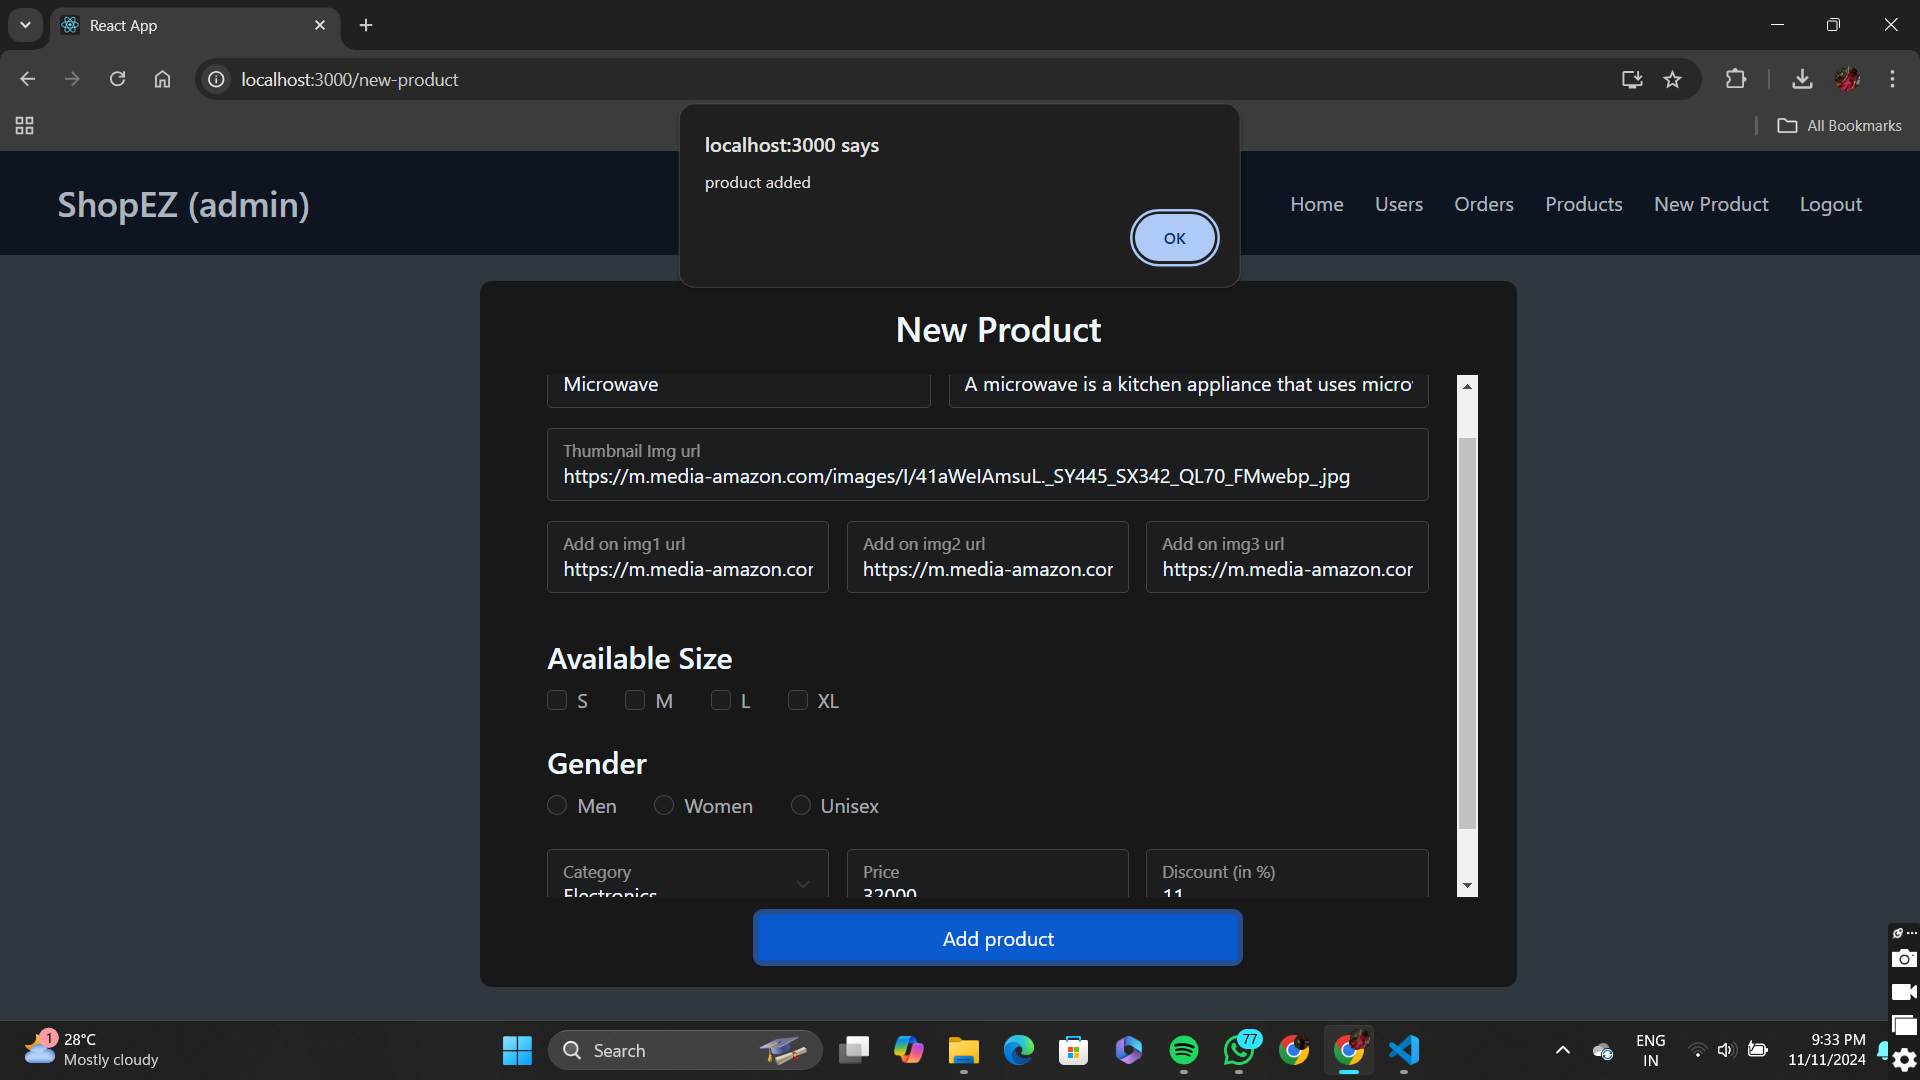 React App
localhost:3000/new-product
All Bookmarks
localhost:3000 says
product added
OK
ShopEZ (admin)
Home Users Orders Products New Product Logout
New Product
Microwave A microwave is a kitchen appliance that uses micro
Thumbnail Img url
https://m.media-amazon.com/images/I/41aWeIAmsuL._SY445_SX342_QL70_FMwebp_.jpg
Add on img1 url Add on img2 url Add on img3 url
https://m.media-amazon.cor https://m.media-amazon.cor https://m.media-amazon.cor
Available Size
S M L XL
Gender
Men Women Unisex
Category Price Discount (in %)
Electronics 32000 11
Add product
1 28°C
Mostly cloudy
Search
77
ENG
IN
9:33 PM
11/11/2024